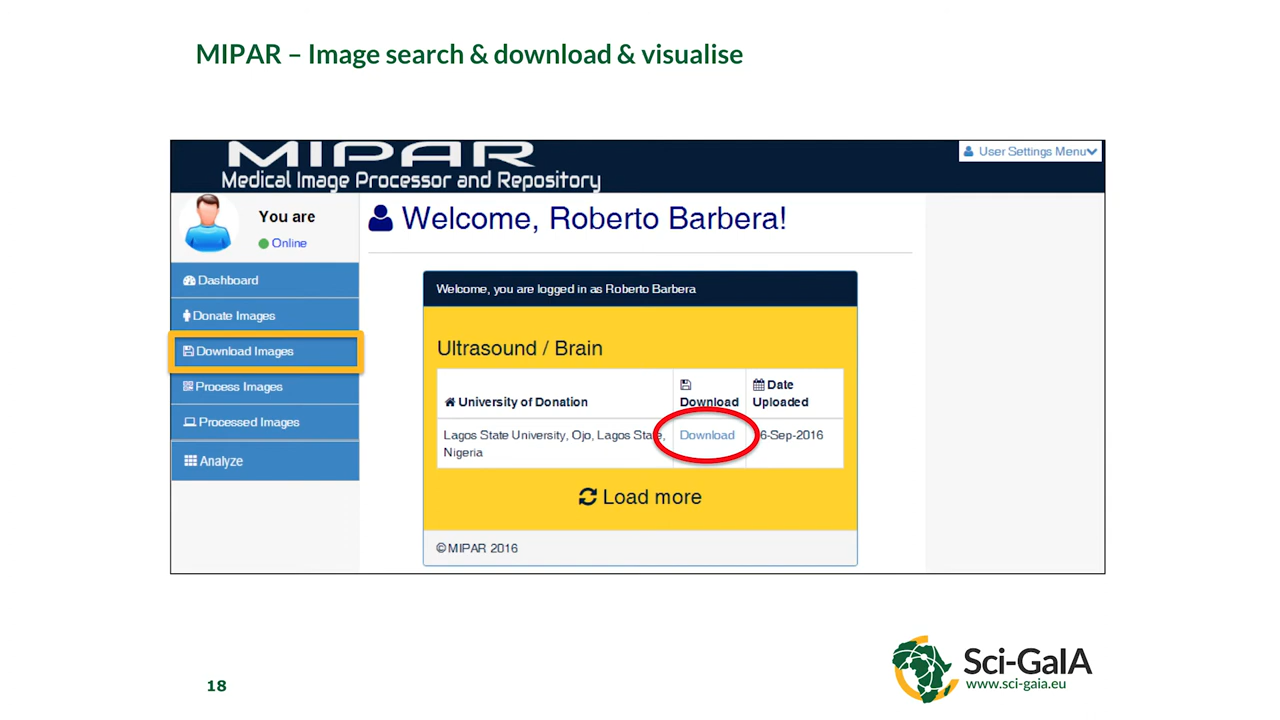 MIPAR – Image search & download & visualise
MIPAR
Medical Image Processor and Repository
User Settings Menu
You are
Online
Welcome, Roberto Barbera!
Dashboard
Donate Images
Download Images
Process Images
Processed Images
Analyze
Welcome, you are logged in as Roberto Barbera
Ultrasound / Brain
University of Donation
Download
Date
Uploaded
Lagos State University, Ojo, Lagos State,
Nigeria
Download
6-Sep-2016
Load more
© MIPAR 2016
18
Sci-GaIA
www.sci-gaia.eu